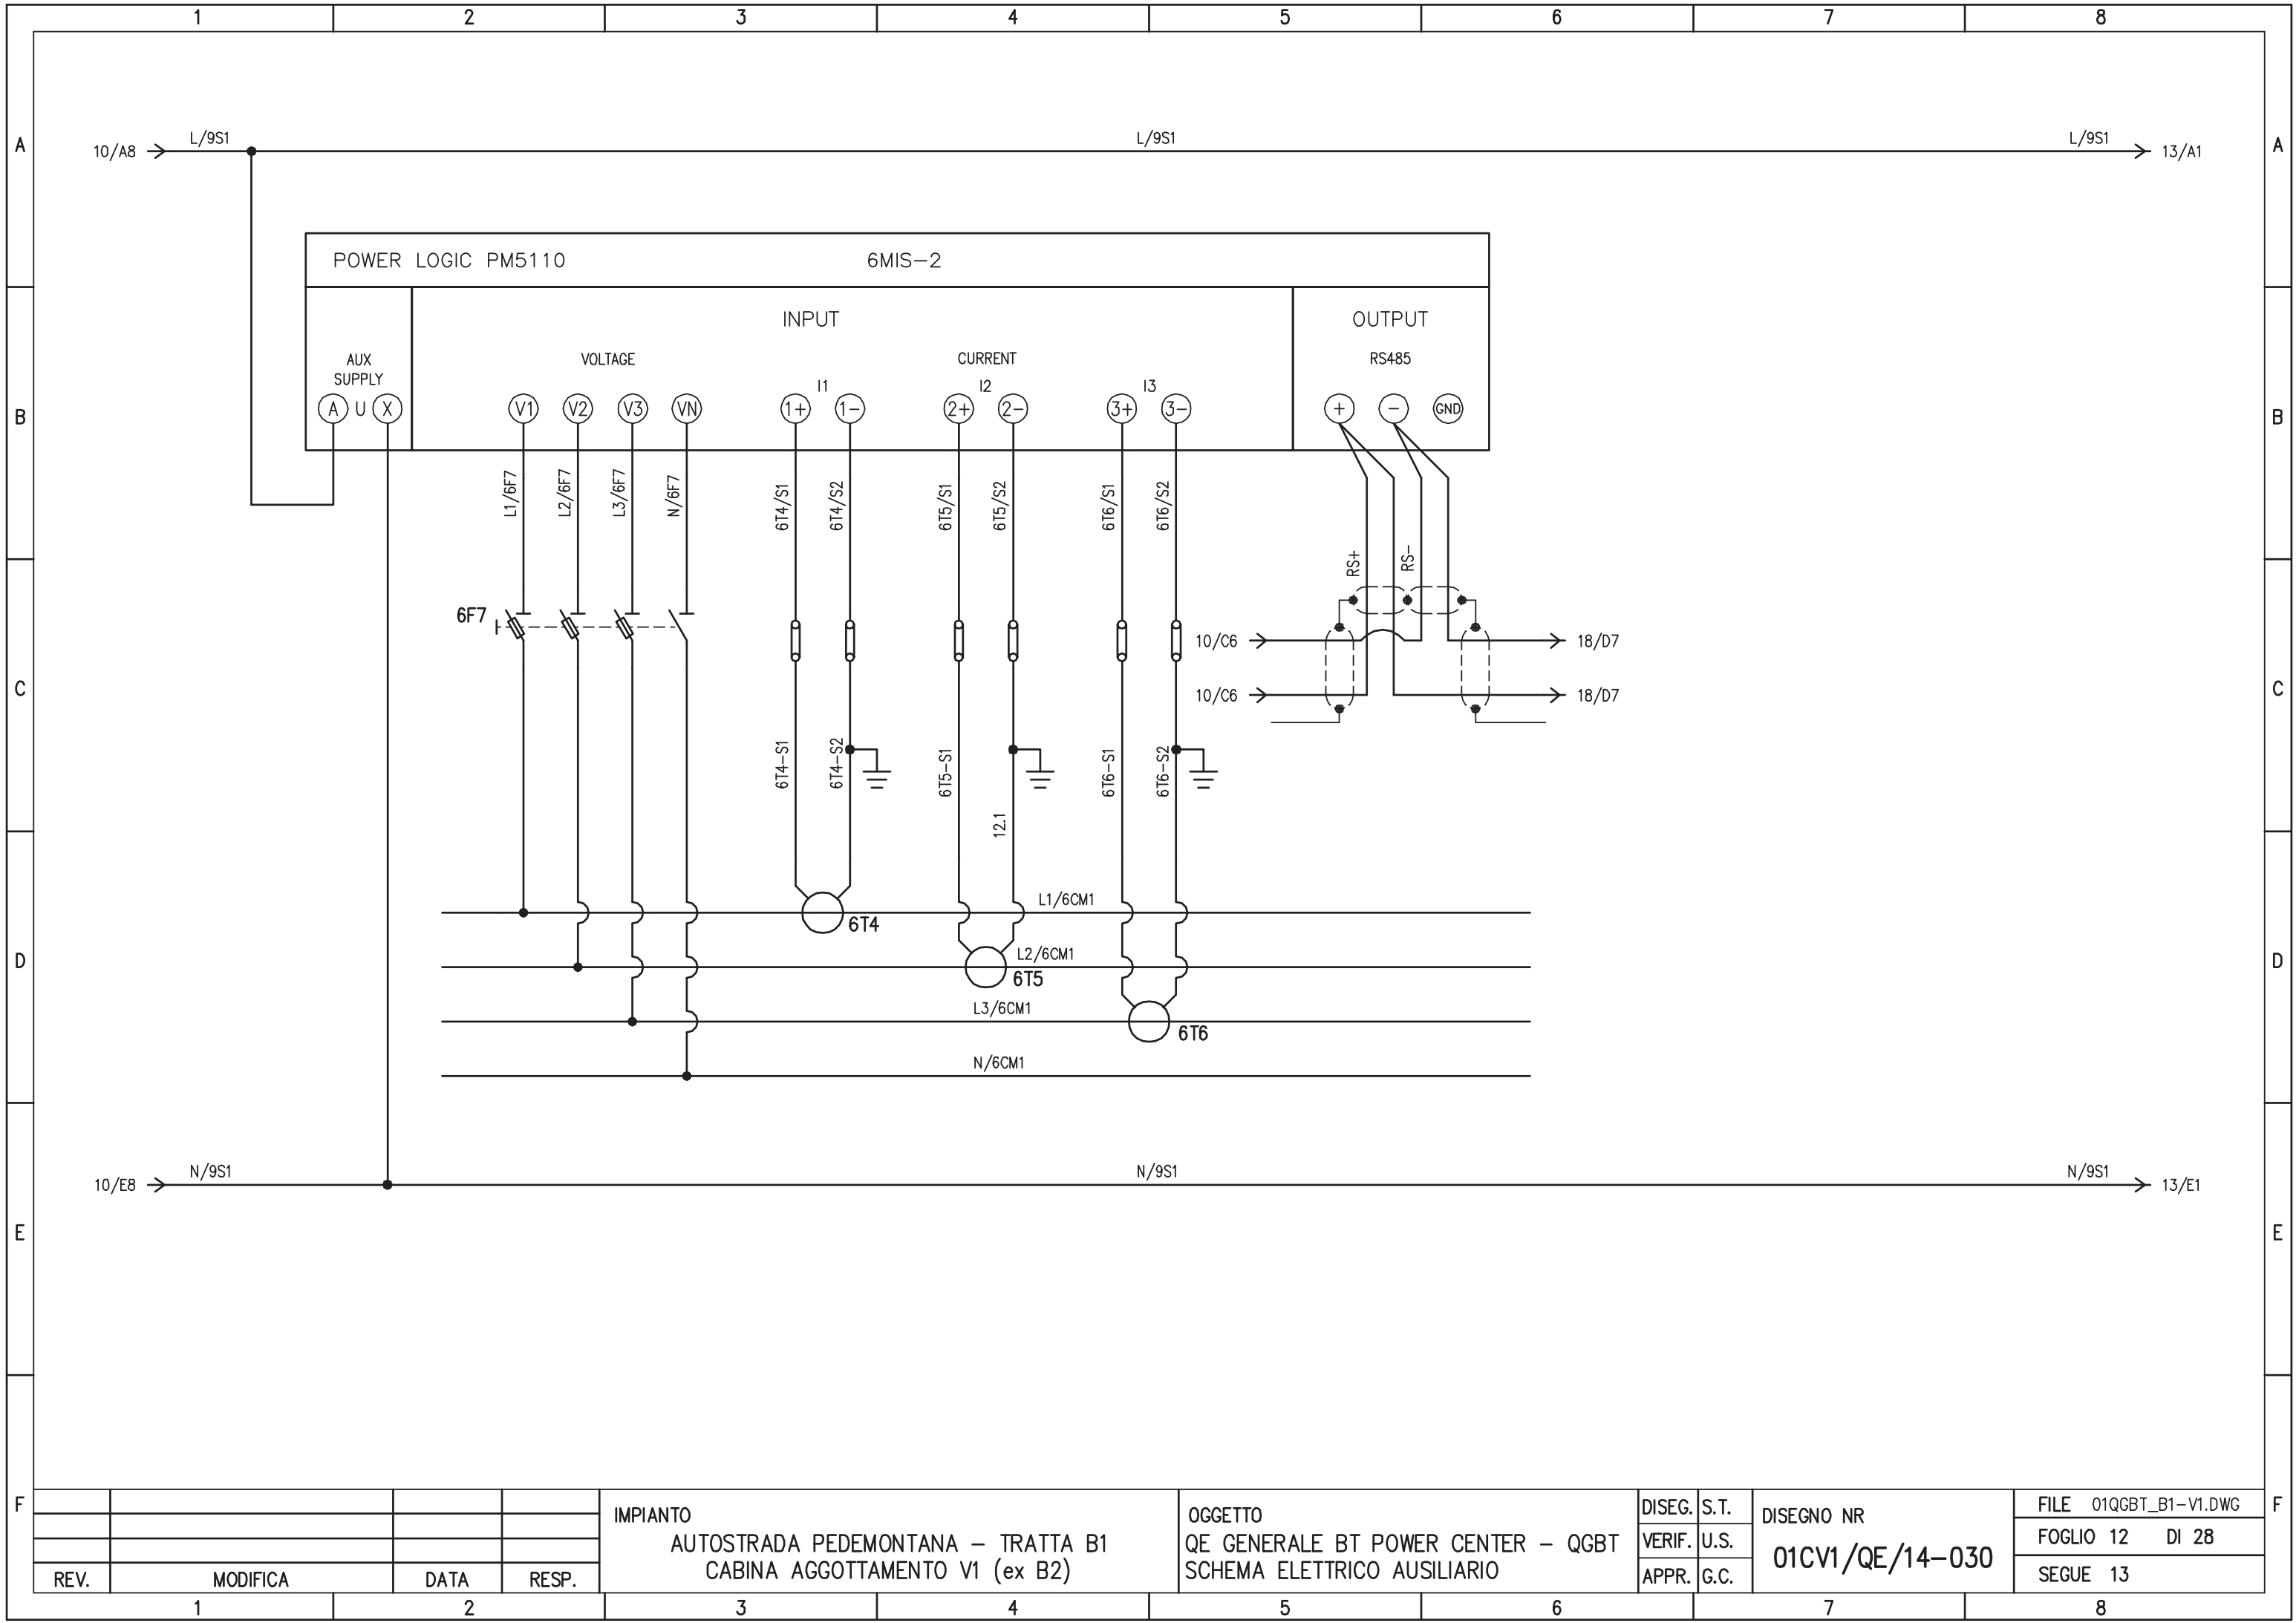 1 2 3 4 5 6 7 8
A A
10/A8 L/9S1 L/9S1 L/9S1 13/A1
POWER LOGIC PM5110 6MIS-2
INPUT OUTPUT
AUX SUPPLY VOLTAGE CURRENT RS485
I1 I2 I3
A U X V1 V2 V3 VN 1+ 1- 2+ 2- 3+ 3- + - GND
B B
L1/6F7 L2/6F7 L3/6F7 N/6F7 6T4/S1 6T4/S2 6T5/S1 6T5/S2 6T6/S1 6T6/S2
RS+ RS-
6F7
10/C6 18/D7
C C
10/C6 18/D7
6T4-S1 6T4-S2 6T5-S1 6T6-S1 6T6-S2
12.1
L1/6CM1
6T4
L2/6CM1
D D
6T5
L3/6CM1
6T6
N/6CM1
10/E8 N/9S1 N/9S1 N/9S1 13/E1
E E
F F
REV. MODIFICA DATA RESP.
IMPIANTO
AUTOSTRADA PEDEMONTANA - TRATTA B1
CABINA AGGOTTAMENTO V1 (ex B2)
OGGETTO
QE GENERALE BT POWER CENTER - QGBT
SCHEMA ELETTRICO AUSILIARIO
DISEG. S.T.
VERIF. U.S.
APPR. G.C.
DISEGNO NR
01CV1/QE/14-030
FILE 01QGBT_B1-V1.DWG
FOGLIO 12 DI 28
SEGUE 13
1 2 3 4 5 6 7 8